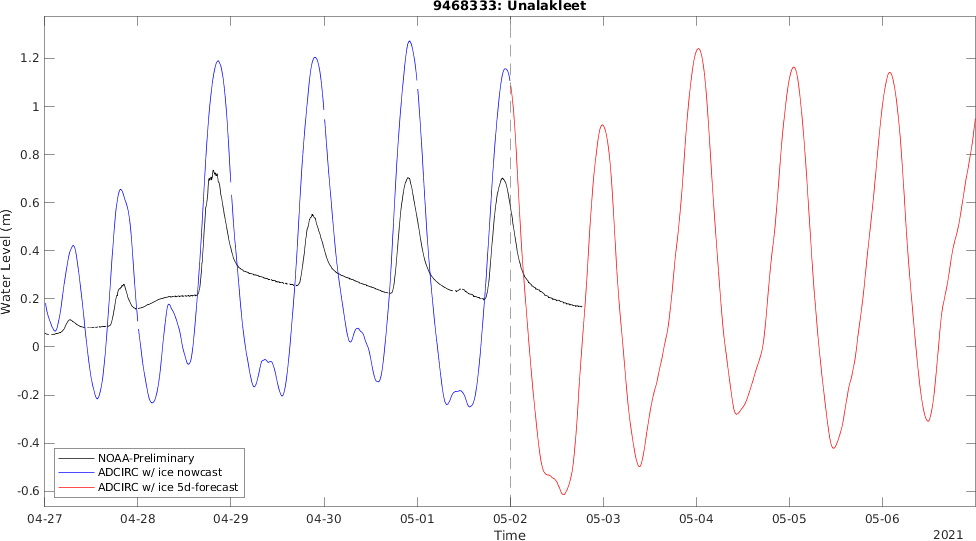 9468333: Unalakleet
Water Level (m)
1.2
1
0.8
0.6
0.4
0.2
0
-0.2
-0.4
-0.6
NOAA-Preliminary
ADCIRC w/ ice nowcast
ADCIRC w/ ice 5d-forecast
04-27 04-28 04-29 04-30 05-01 05-02 05-03 05-04 05-05 05-06
Time
2021